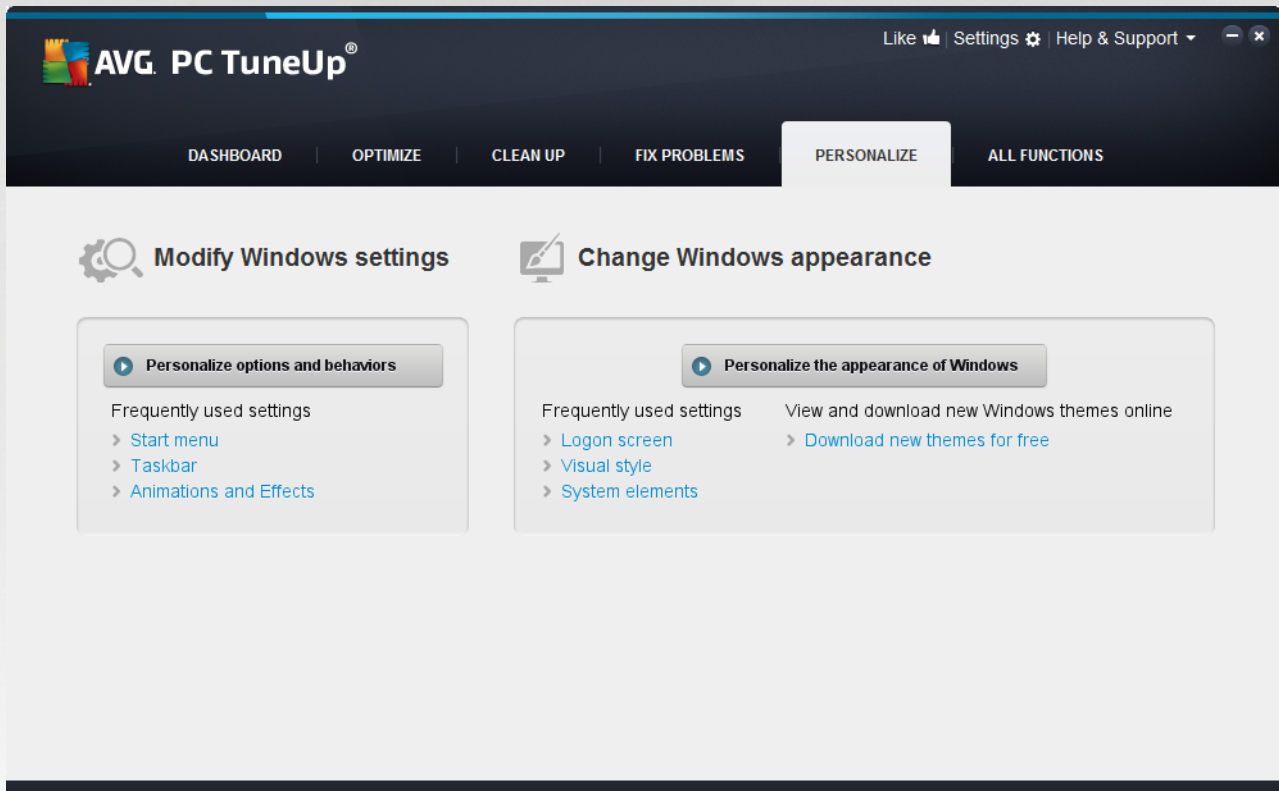 Like | Settings | Help & Support
AVG. PC TuneUp®
DASHBOARD | OPTIMIZE | CLEAN UP | FIX PROBLEMS | PERSONALIZE | ALL FUNCTIONS
Modify Windows settings
Personalize options and behaviors
Frequently used settings
Start menu
Taskbar
Animations and Effects
Change Windows appearance
Personalize the appearance of Windows
Frequently used settings
Logon screen
Visual style
System elements
View and download new Windows themes online
Download new themes for free